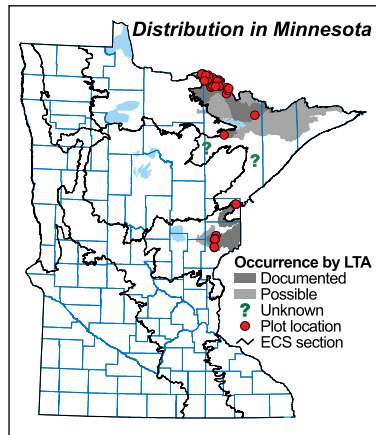 Distribution in Minnesota
?
?
Occurrence by LTA
Documented
Possible
? Unknown
Plot location
ECS section